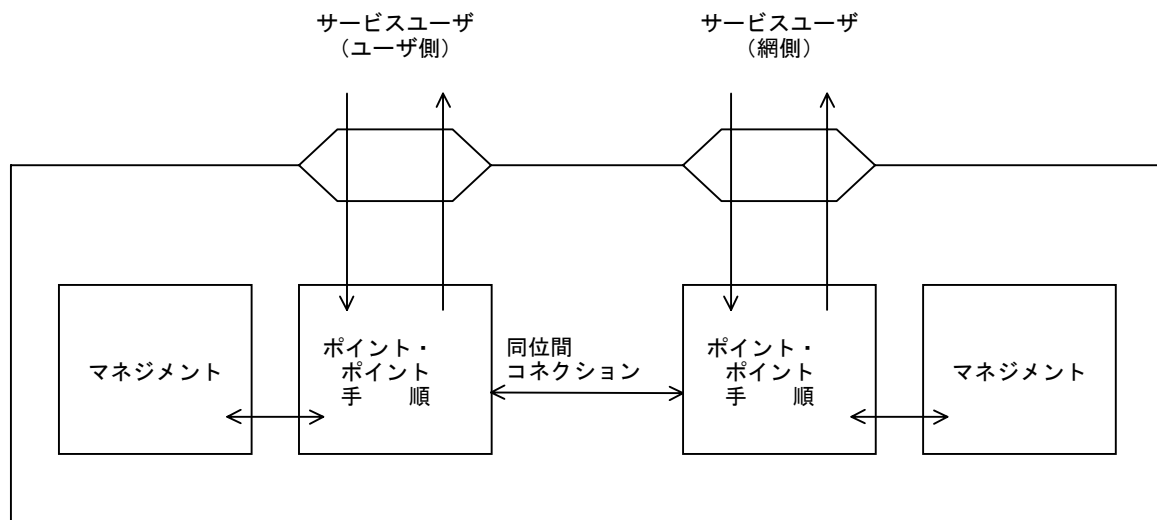 サービスユーザ
(ユーザ側)
サービスユーザ
(網側)
マネジメント
ポイント・
ポイント
手　　順
同位間
コネクション
ポイント・
ポイント
手　　順
マネジメント